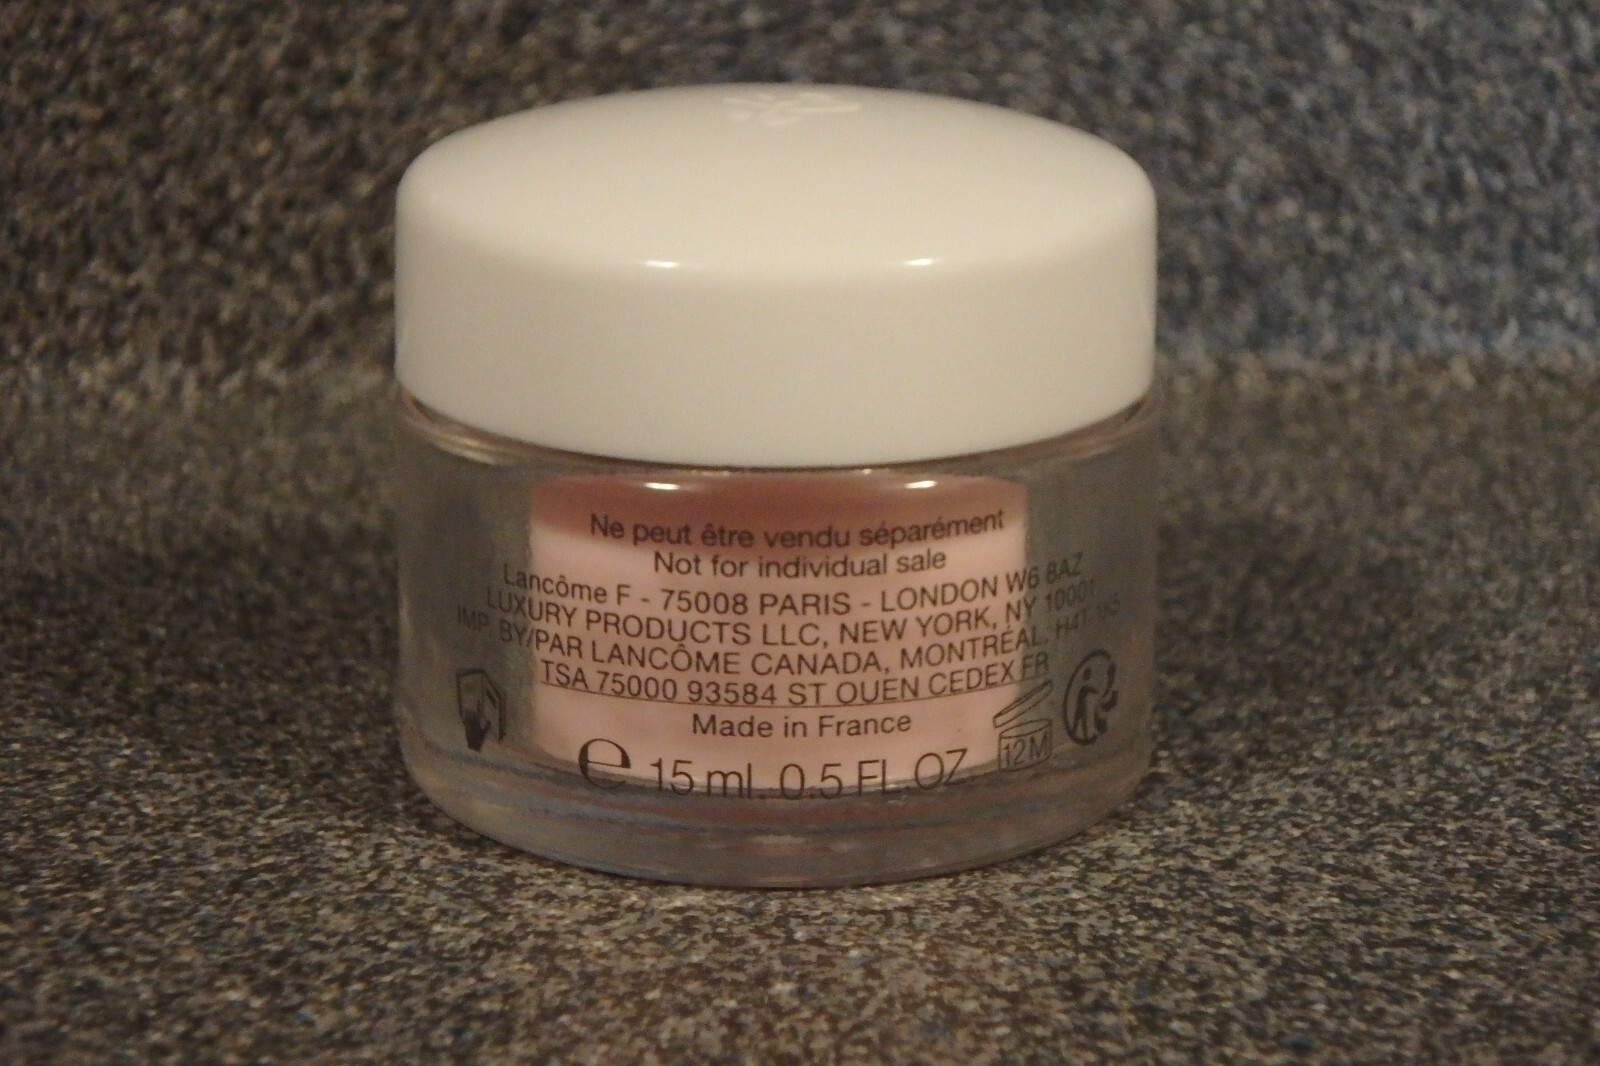 Ne peut être vendu séparément
Not for individual sale
Lancôme F - 75008 PARIS - LONDON W6 8AZ
LUXURY PRODUCTS LLC, NEW YORK, NY 10001
IMP. BY/PAR LANCÔME CANADA, MONTRÉAL, H4T 1K5
TSA 75000 93584 ST OUEN CEDEX FR
Made in France
e 15 ml. 0.5 FL. OZ.
12M